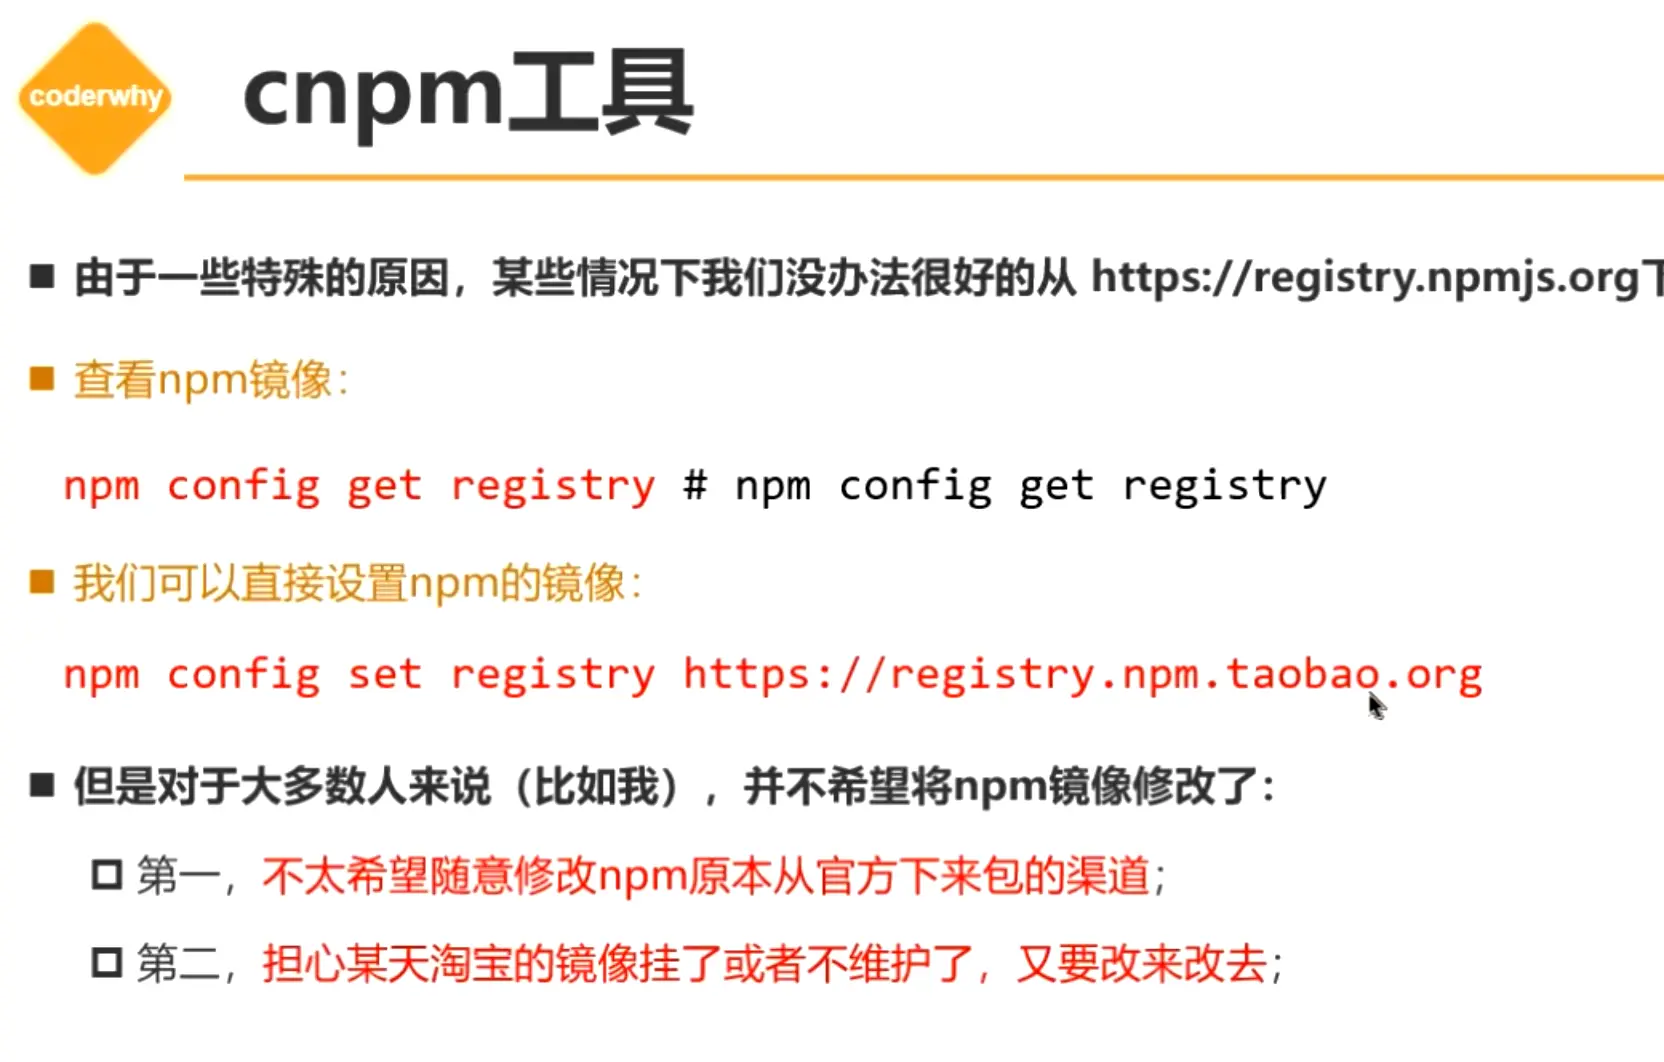 coderwhy
cnpm工具
由于一些特殊的原因，某些情况下我们没办法很好的从 https://registry.npmjs.org下
查看npm镜像：
npm config get registry # npm config get registry
我们可以直接设置npm的镜像：
npm config set registry https://registry.npm.taobao.org
但是对于大多数人来说（比如我），并不希望将npm镜像修改了：
第一，不太希望随意修改npm原本从官方下来包的渠道；
第二，担心某天淘宝的镜像挂了或者不维护了，又要改来改去；